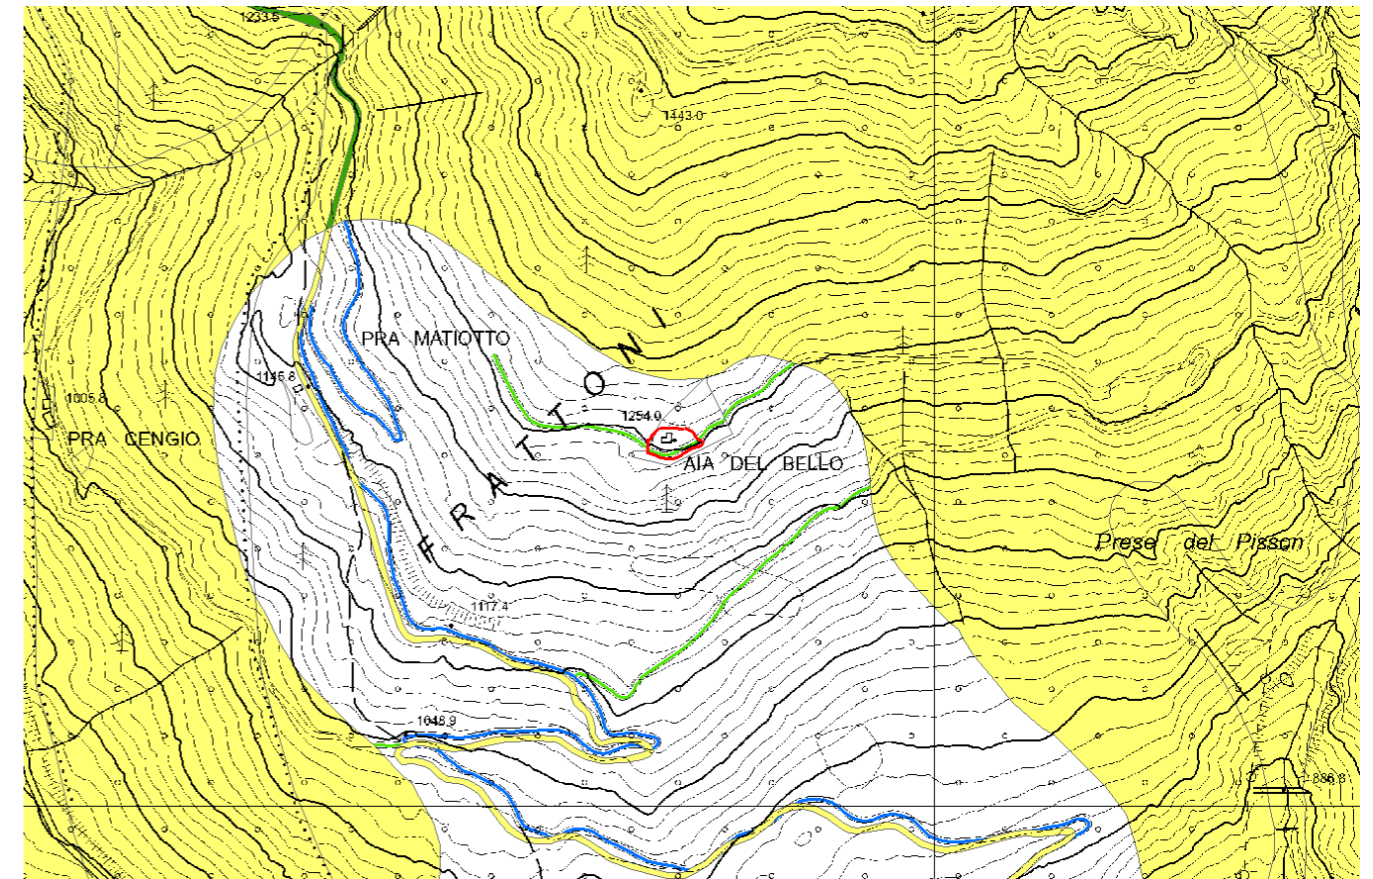 1233.5
1443.0
PRA MATIOTTO
1145.8
1005.8
PRA CENGIO
1254.0
AIA DEL BELLO
FRATTONI
Prese del Pisson
1117.4
1048.9
886.8